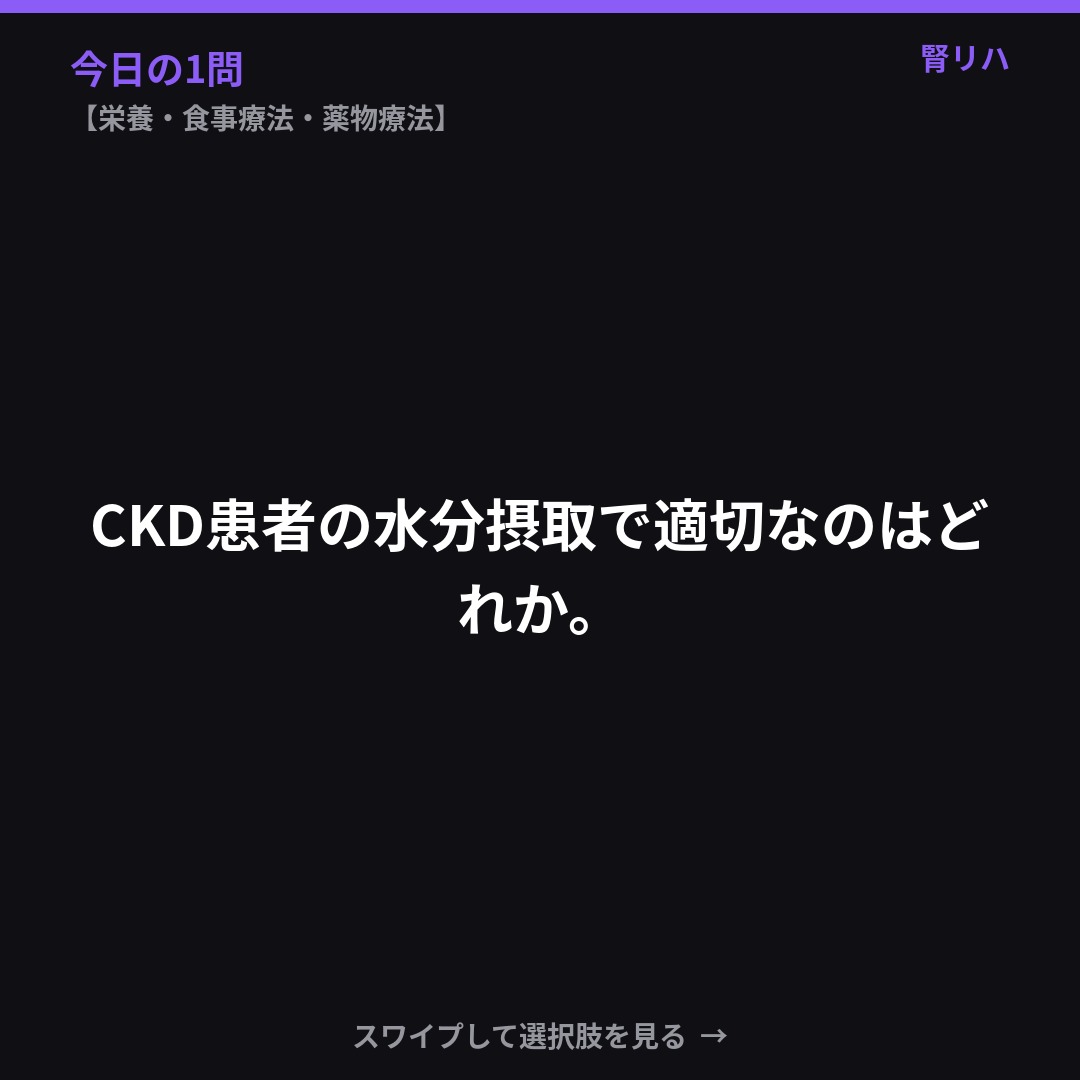 今日の1問
腎リハ
【栄養・食事療法・薬物療法】
CKD患者の水分摂取で適切なのはど
れか。
スワイプして選択肢を見る →